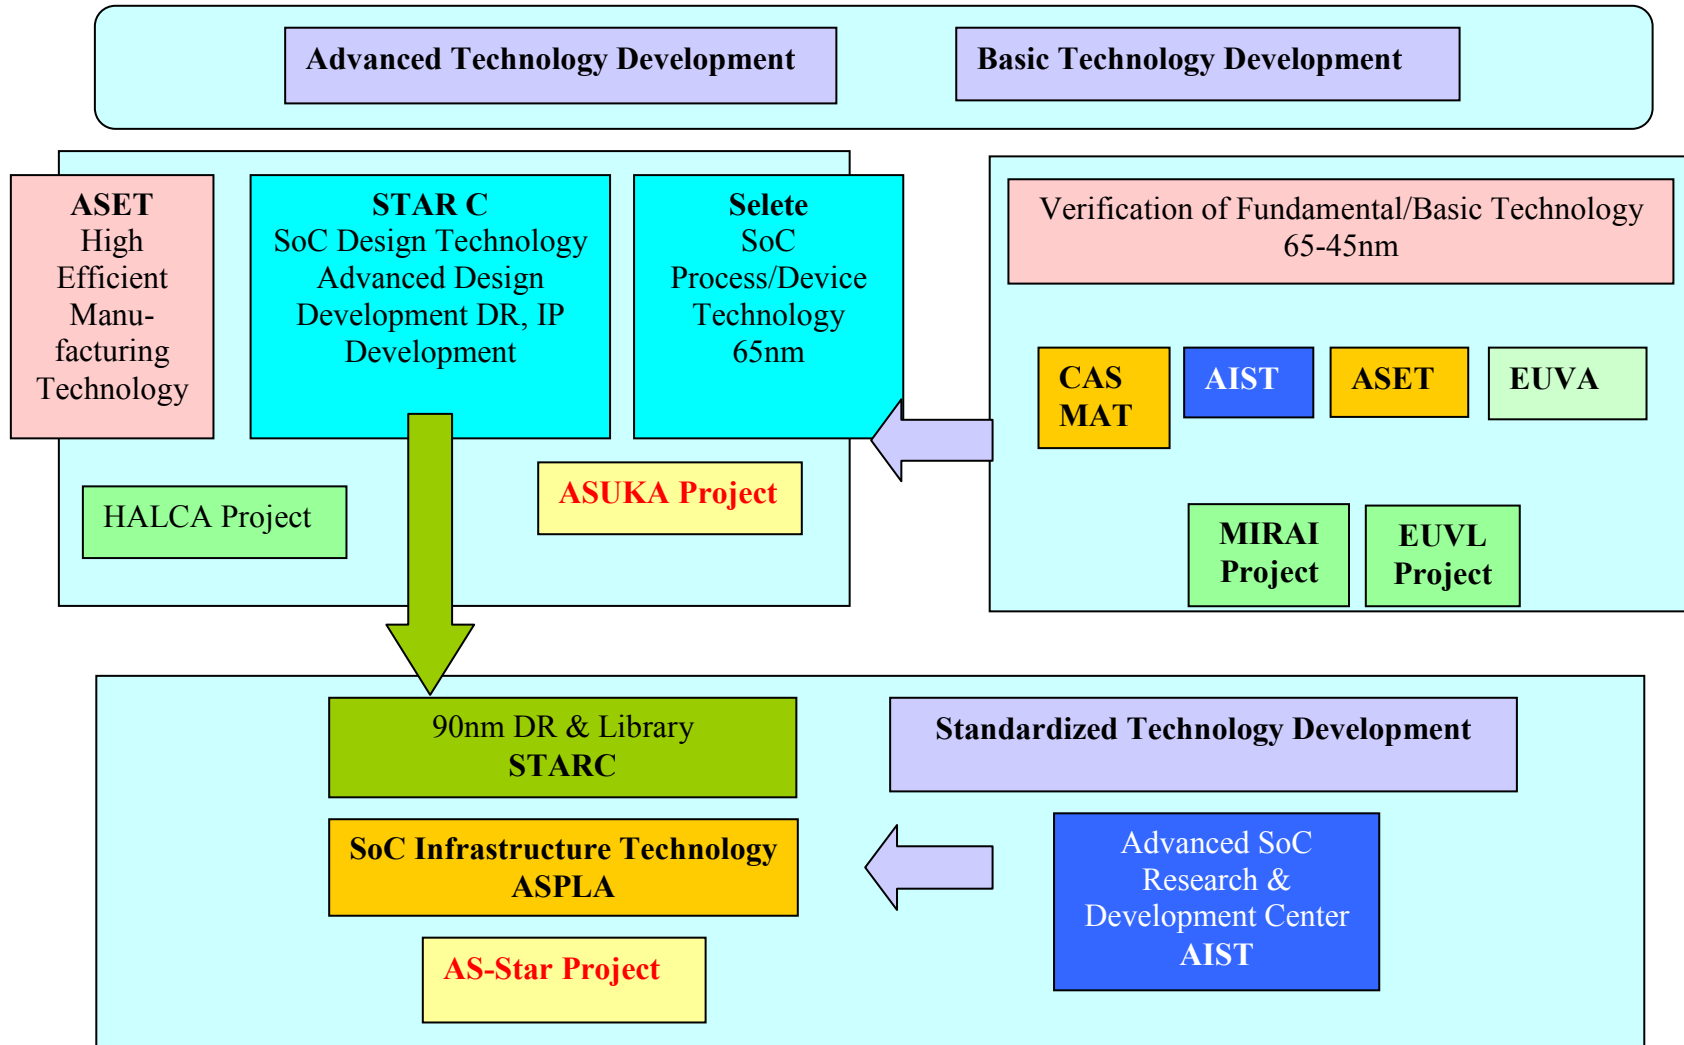 Advanced Technology Development
Basic Technology Development
ASET
High
Efficient
Manu-
facturing
Technology
STAR C
SoC Design Technology
Advanced Design
Development DR, IP
Development
Selete
SoC
Process/Device
Technology
65nm
HALCA Project
ASUKA Project
Verification of Fundamental/Basic Technology
65-45nm
CAS
MAT
AIST
ASET
EUVA
MIRAI
Project
EUVL
Project
90nm DR & Library
STARC
Standardized Technology Development
SoC Infrastructure Technology
ASPLA
Advanced SoC
Research &
Development Center
AIST
AS-Star Project